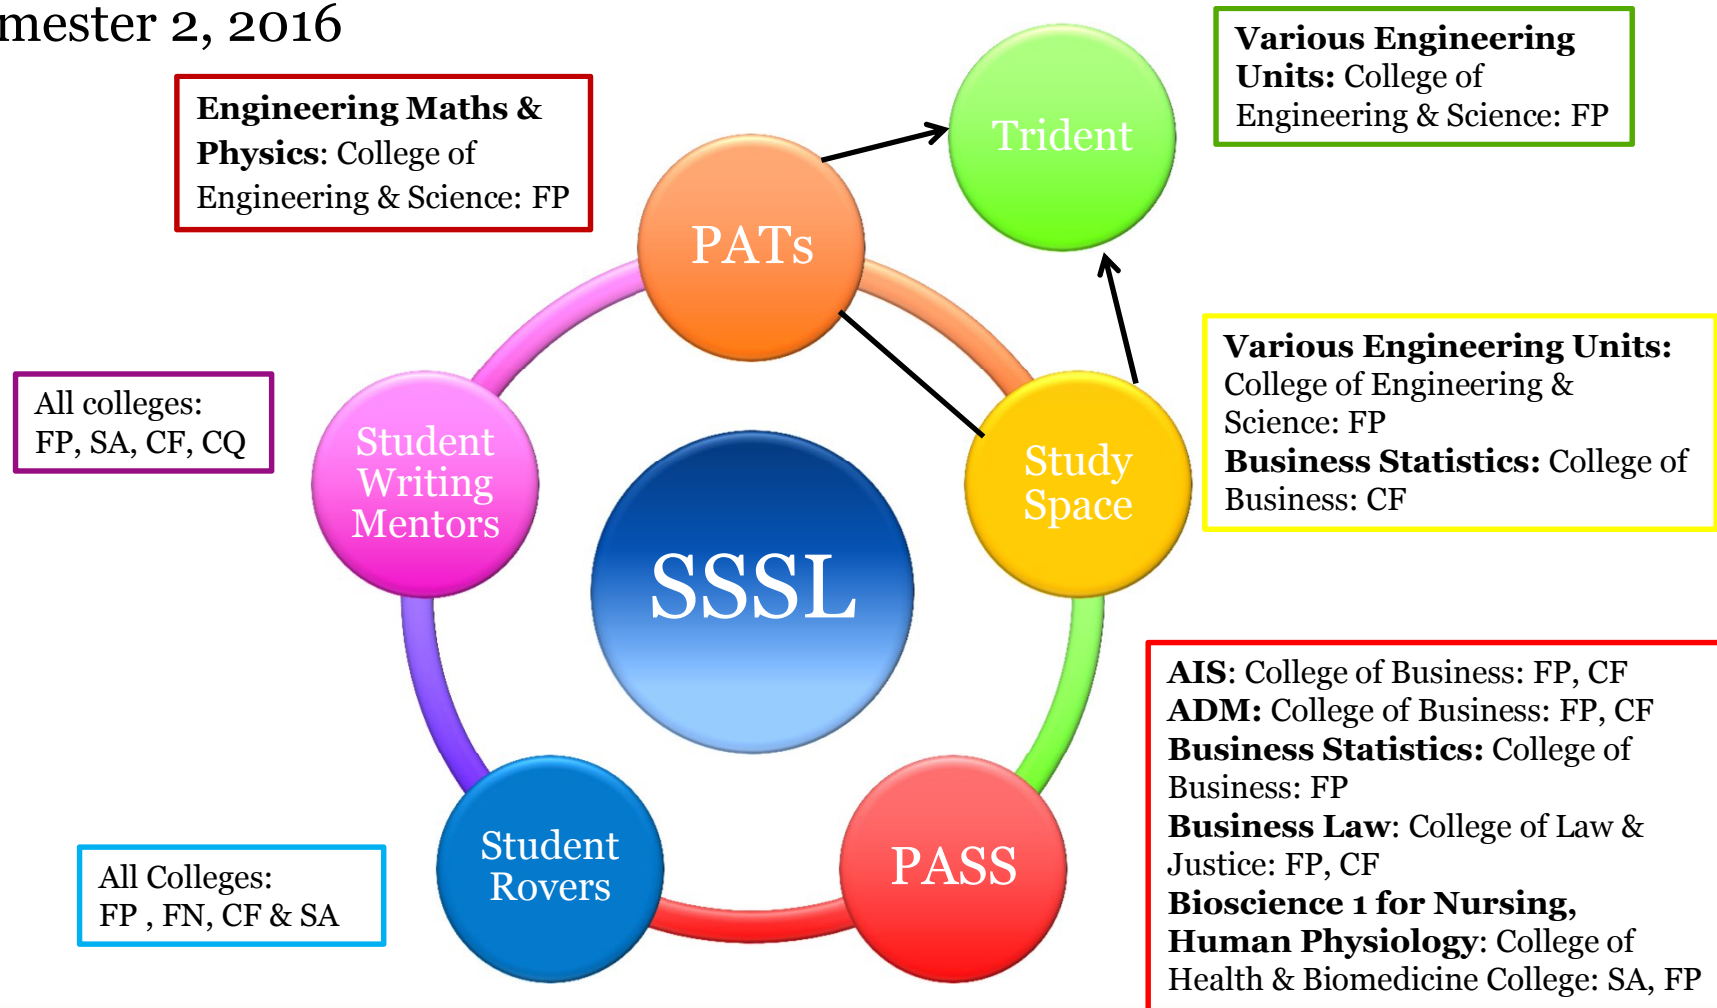 mester 2, 2016
Engineering Maths &
Physics: College of
Engineering & Science: FP
PATs
Trident
Various Engineering
Units: College of
Engineering & Science: FP
All colleges:
FP, SA, CF, CQ
Student
Writing
Mentors
SSSL
Study
Space
Various Engineering Units:
College of Engineering &
Science: FP
Business Statistics: College of
Business: CF
All Colleges:
FP , FN, CF & SA
Student
Rovers
PASS
AIS: College of Business: FP, CF
ADM: College of Business: FP, CF
Business Statistics: College of
Business: FP
Business Law: College of Law &
Justice: FP, CF
Bioscience 1 for Nursing,
Human Physiology: College of
Health & Biomedicine College: SA, FP